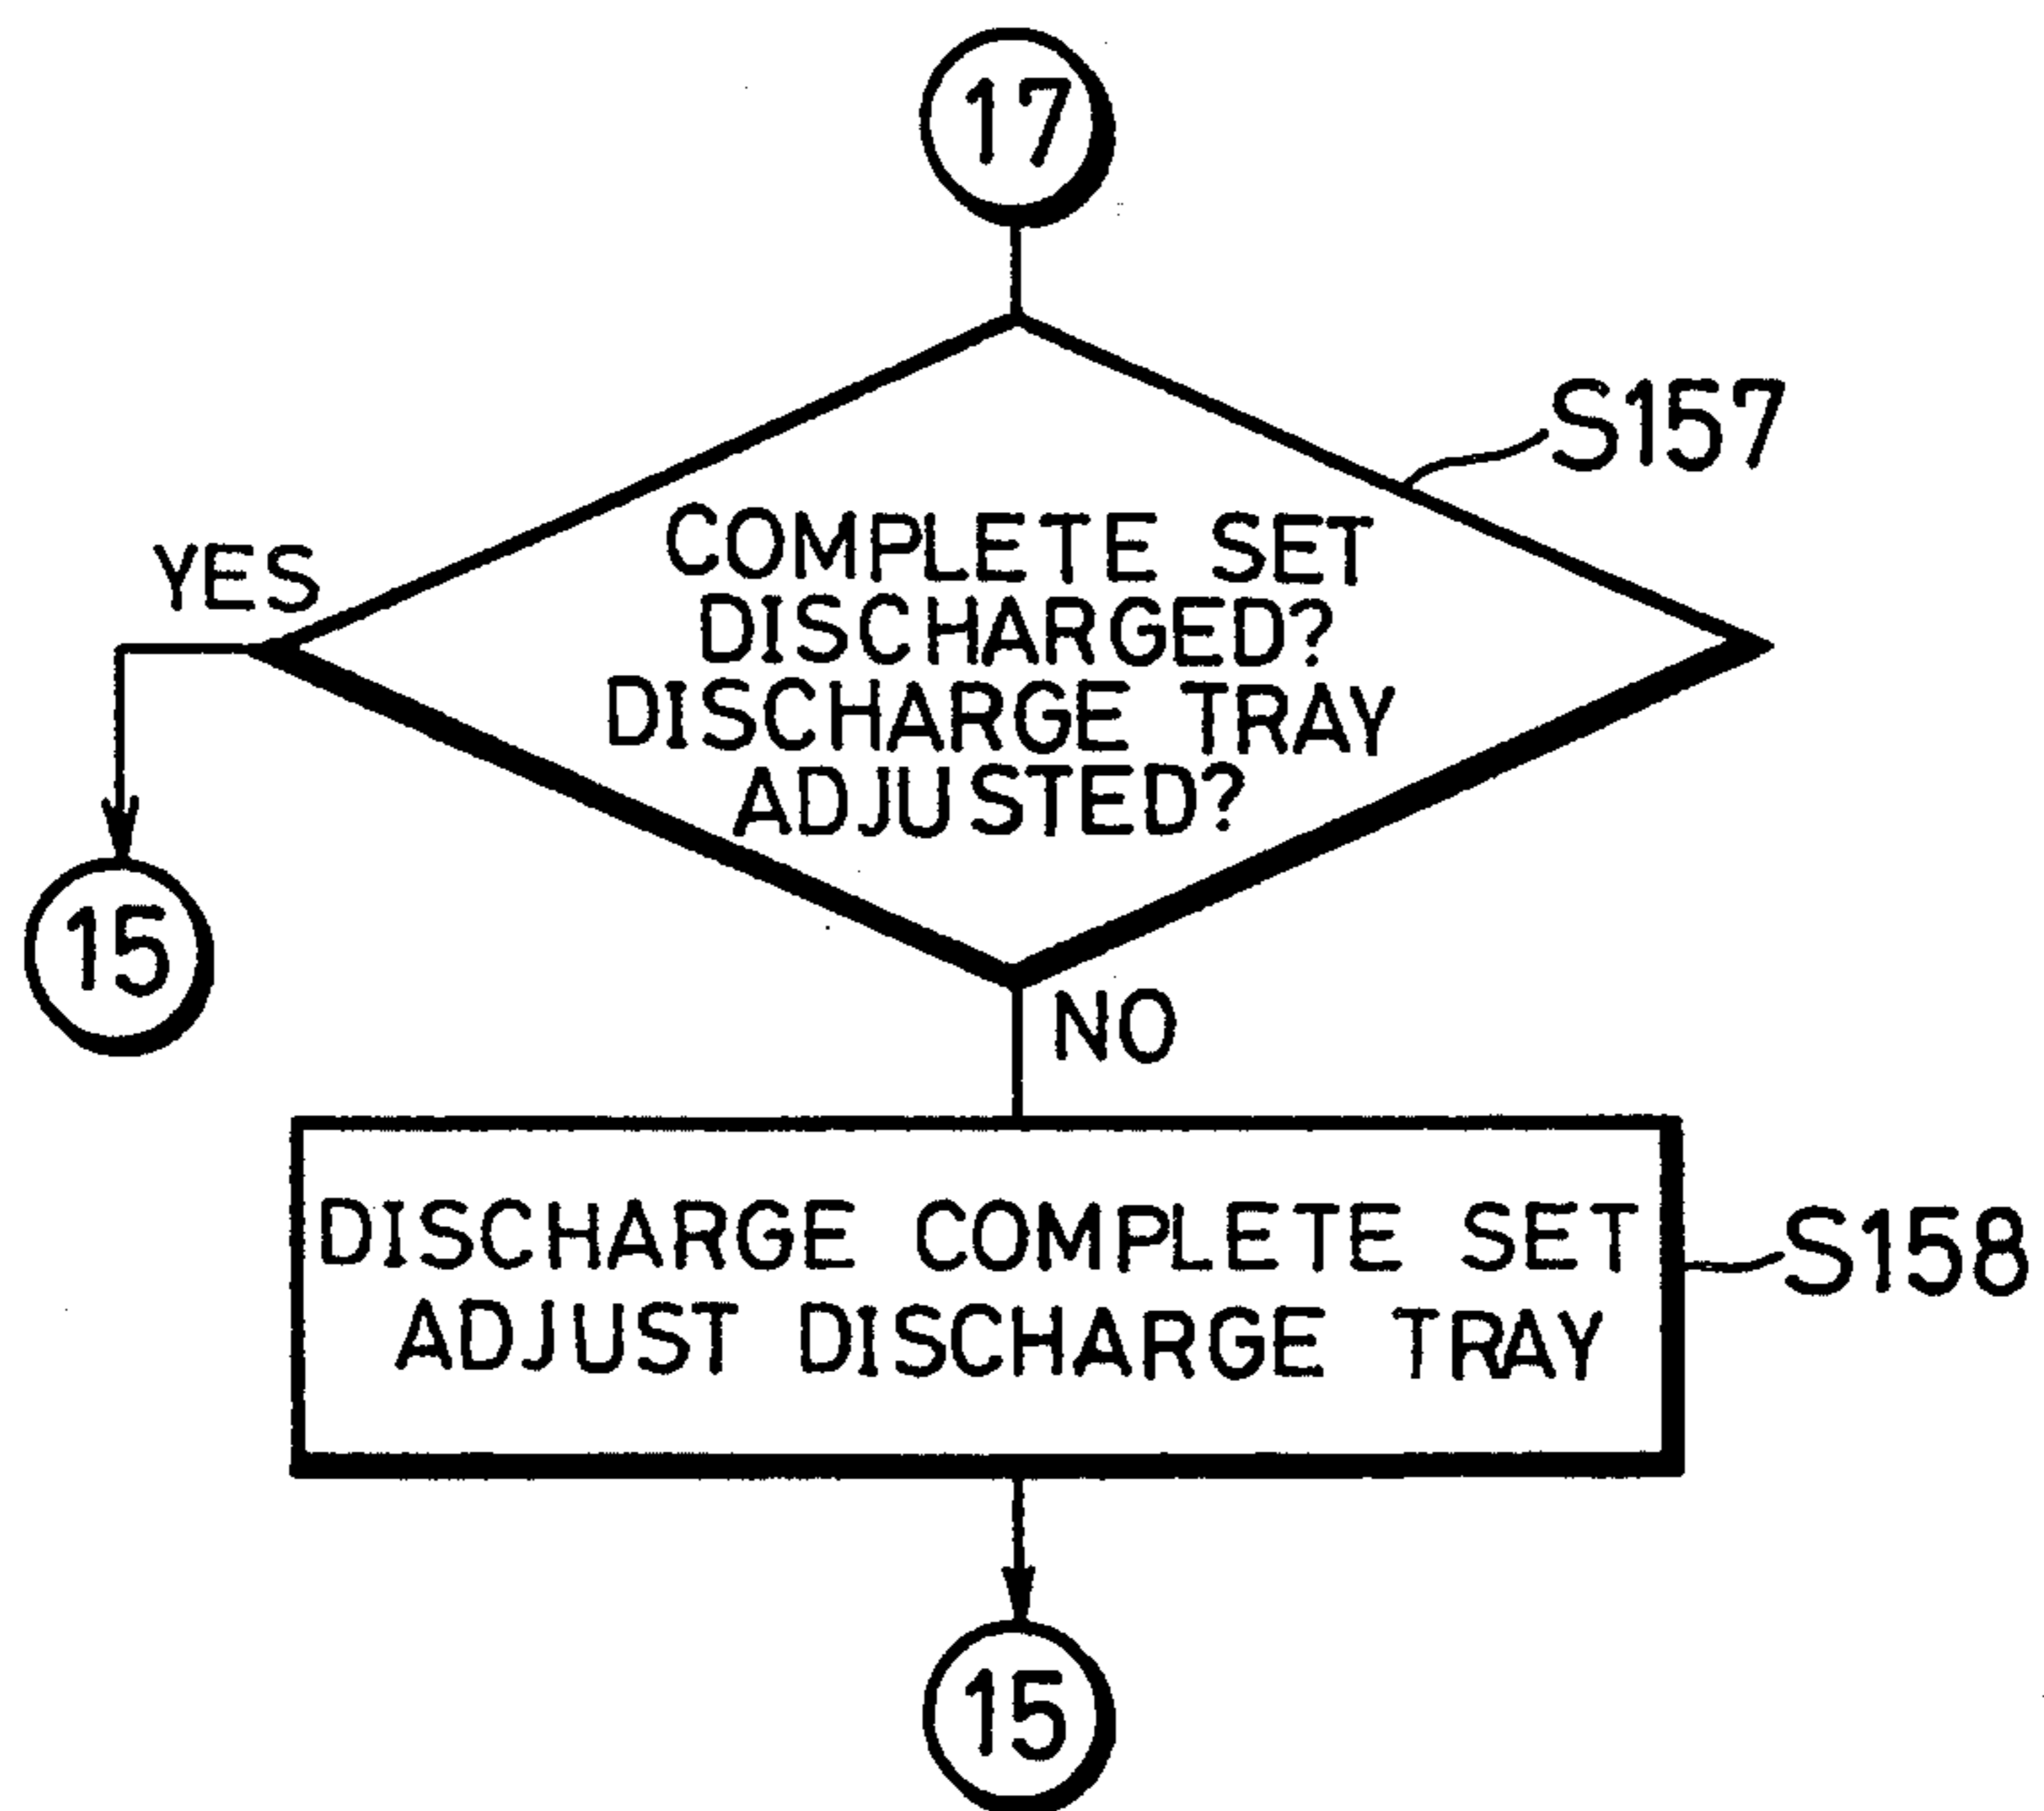 17
S157
COMPLETE SET
DISCHARGED?
DISCHARGE TRAY
ADJUSTED?
YES
15
NO
DISCHARGE COMPLETE SET
ADJUST DISCHARGE TRAY
S158
15